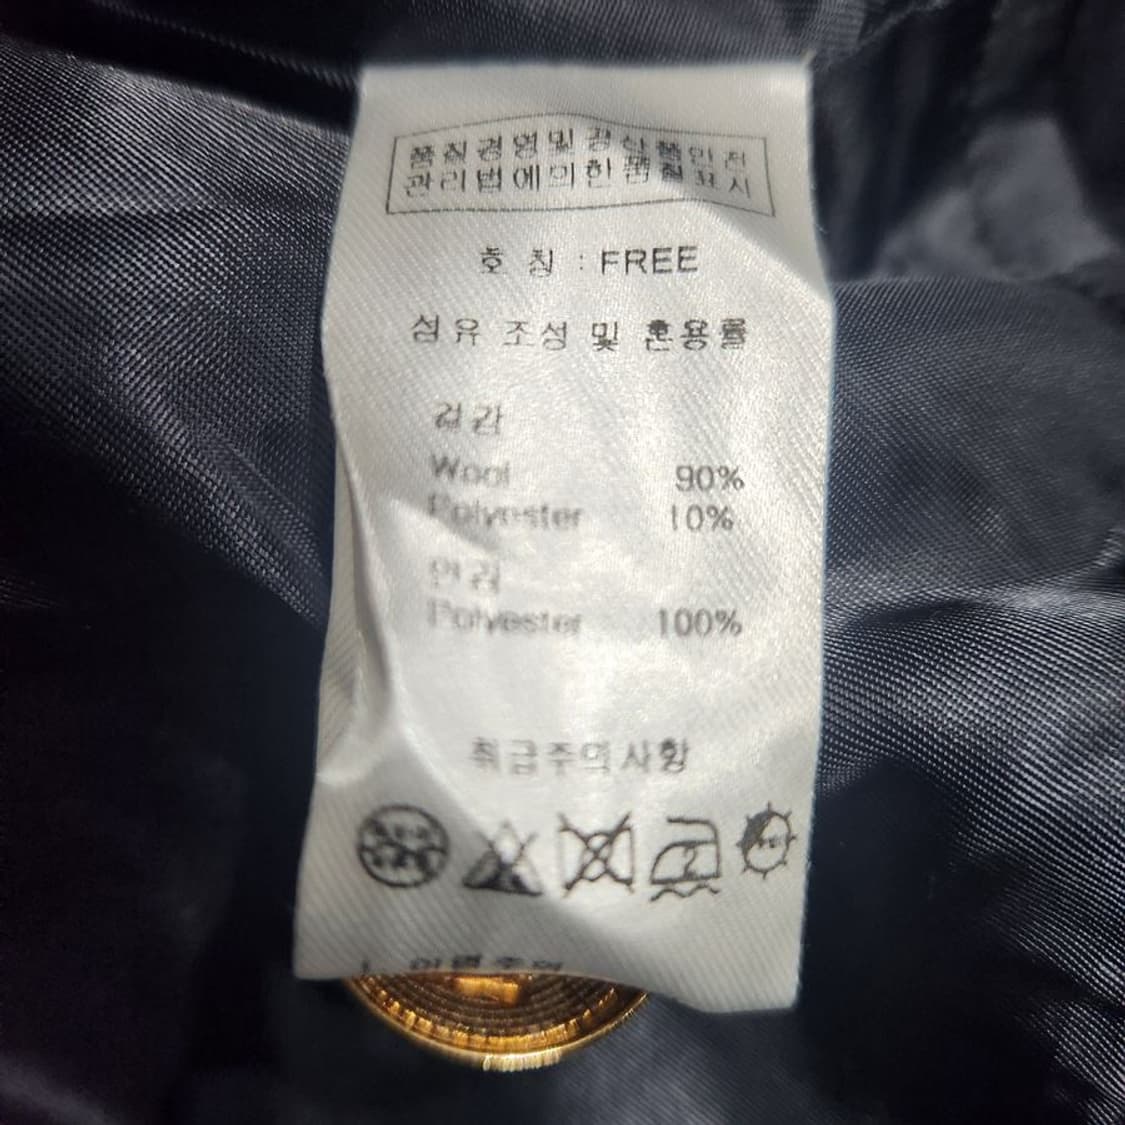 품질경영및공산품안전
관리법에의한품질표시
호칭 : FREE
섬유 조성 및 혼용률
겉감
Wool 90%
Polyester 10%
안감
Polyester 100%
취급주의사항